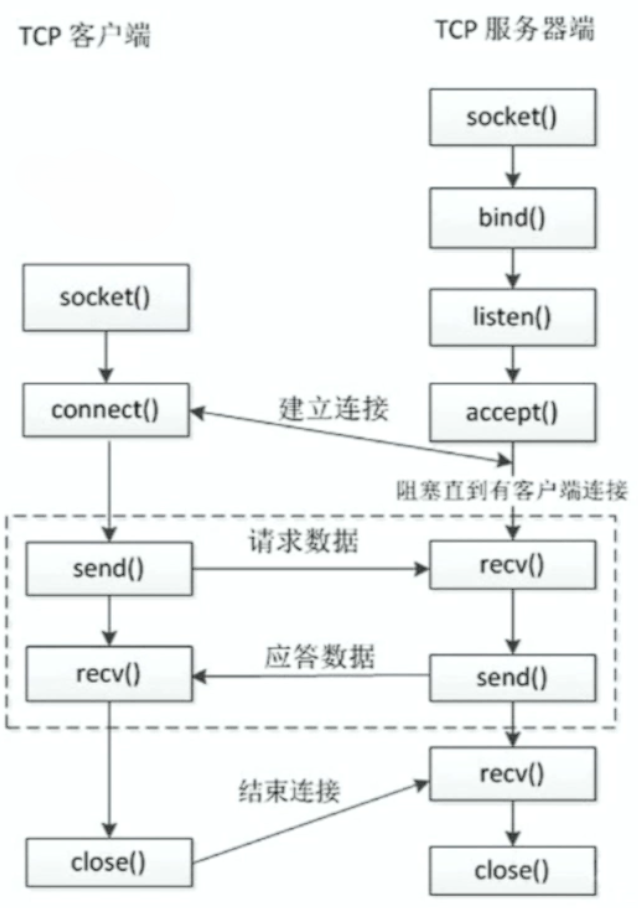 TCP 客户端
TCP 服务器端
socket()
bind()
socket()
listen()
connect()
建立连接
accept()
阻塞直到有客户端连接
send()
请求数据
recv()
recv()
应答数据
send()
结束连接
recv()
close()
close()